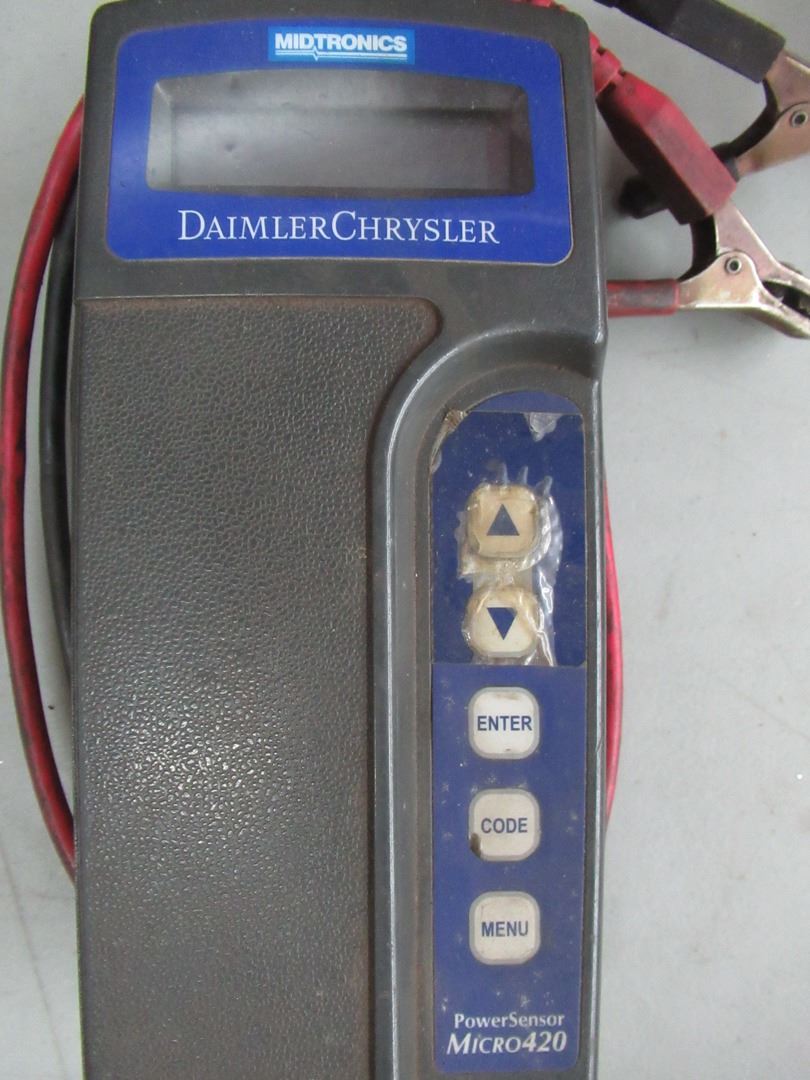 MIDTRONICS
DAIMLERCHRYSLER
ENTER
CODE
MENU
PowerSensor
MICRO420